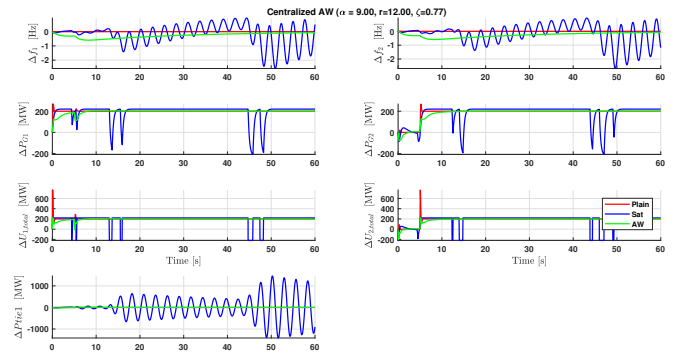 Centralized AW (α = 9.00, r=12.00, ζ=0.77)
Δf1 [Hz]
0
-1
-2
0 10 20 30 40 50 60
Δf2 [Hz]
0
-1
-2
0 10 20 30 40 50 60
ΔPG1 [MW]
200
0
-200
0 10 20 30 40 50 60
ΔPG2 [MW]
200
0
-200
0 10 20 30 40 50 60
ΔU1,total [MW]
600
400
200
0
-200
0 10 20 30 40 50 60
Time [s]
ΔU2,total [MW]
600
400
200
0
-200
0 10 20 30 40 50 60
Time [s]
Plain
Sat
AW
ΔPtie1 [MW]
1000
0
-1000
0 10 20 30 40 50 60